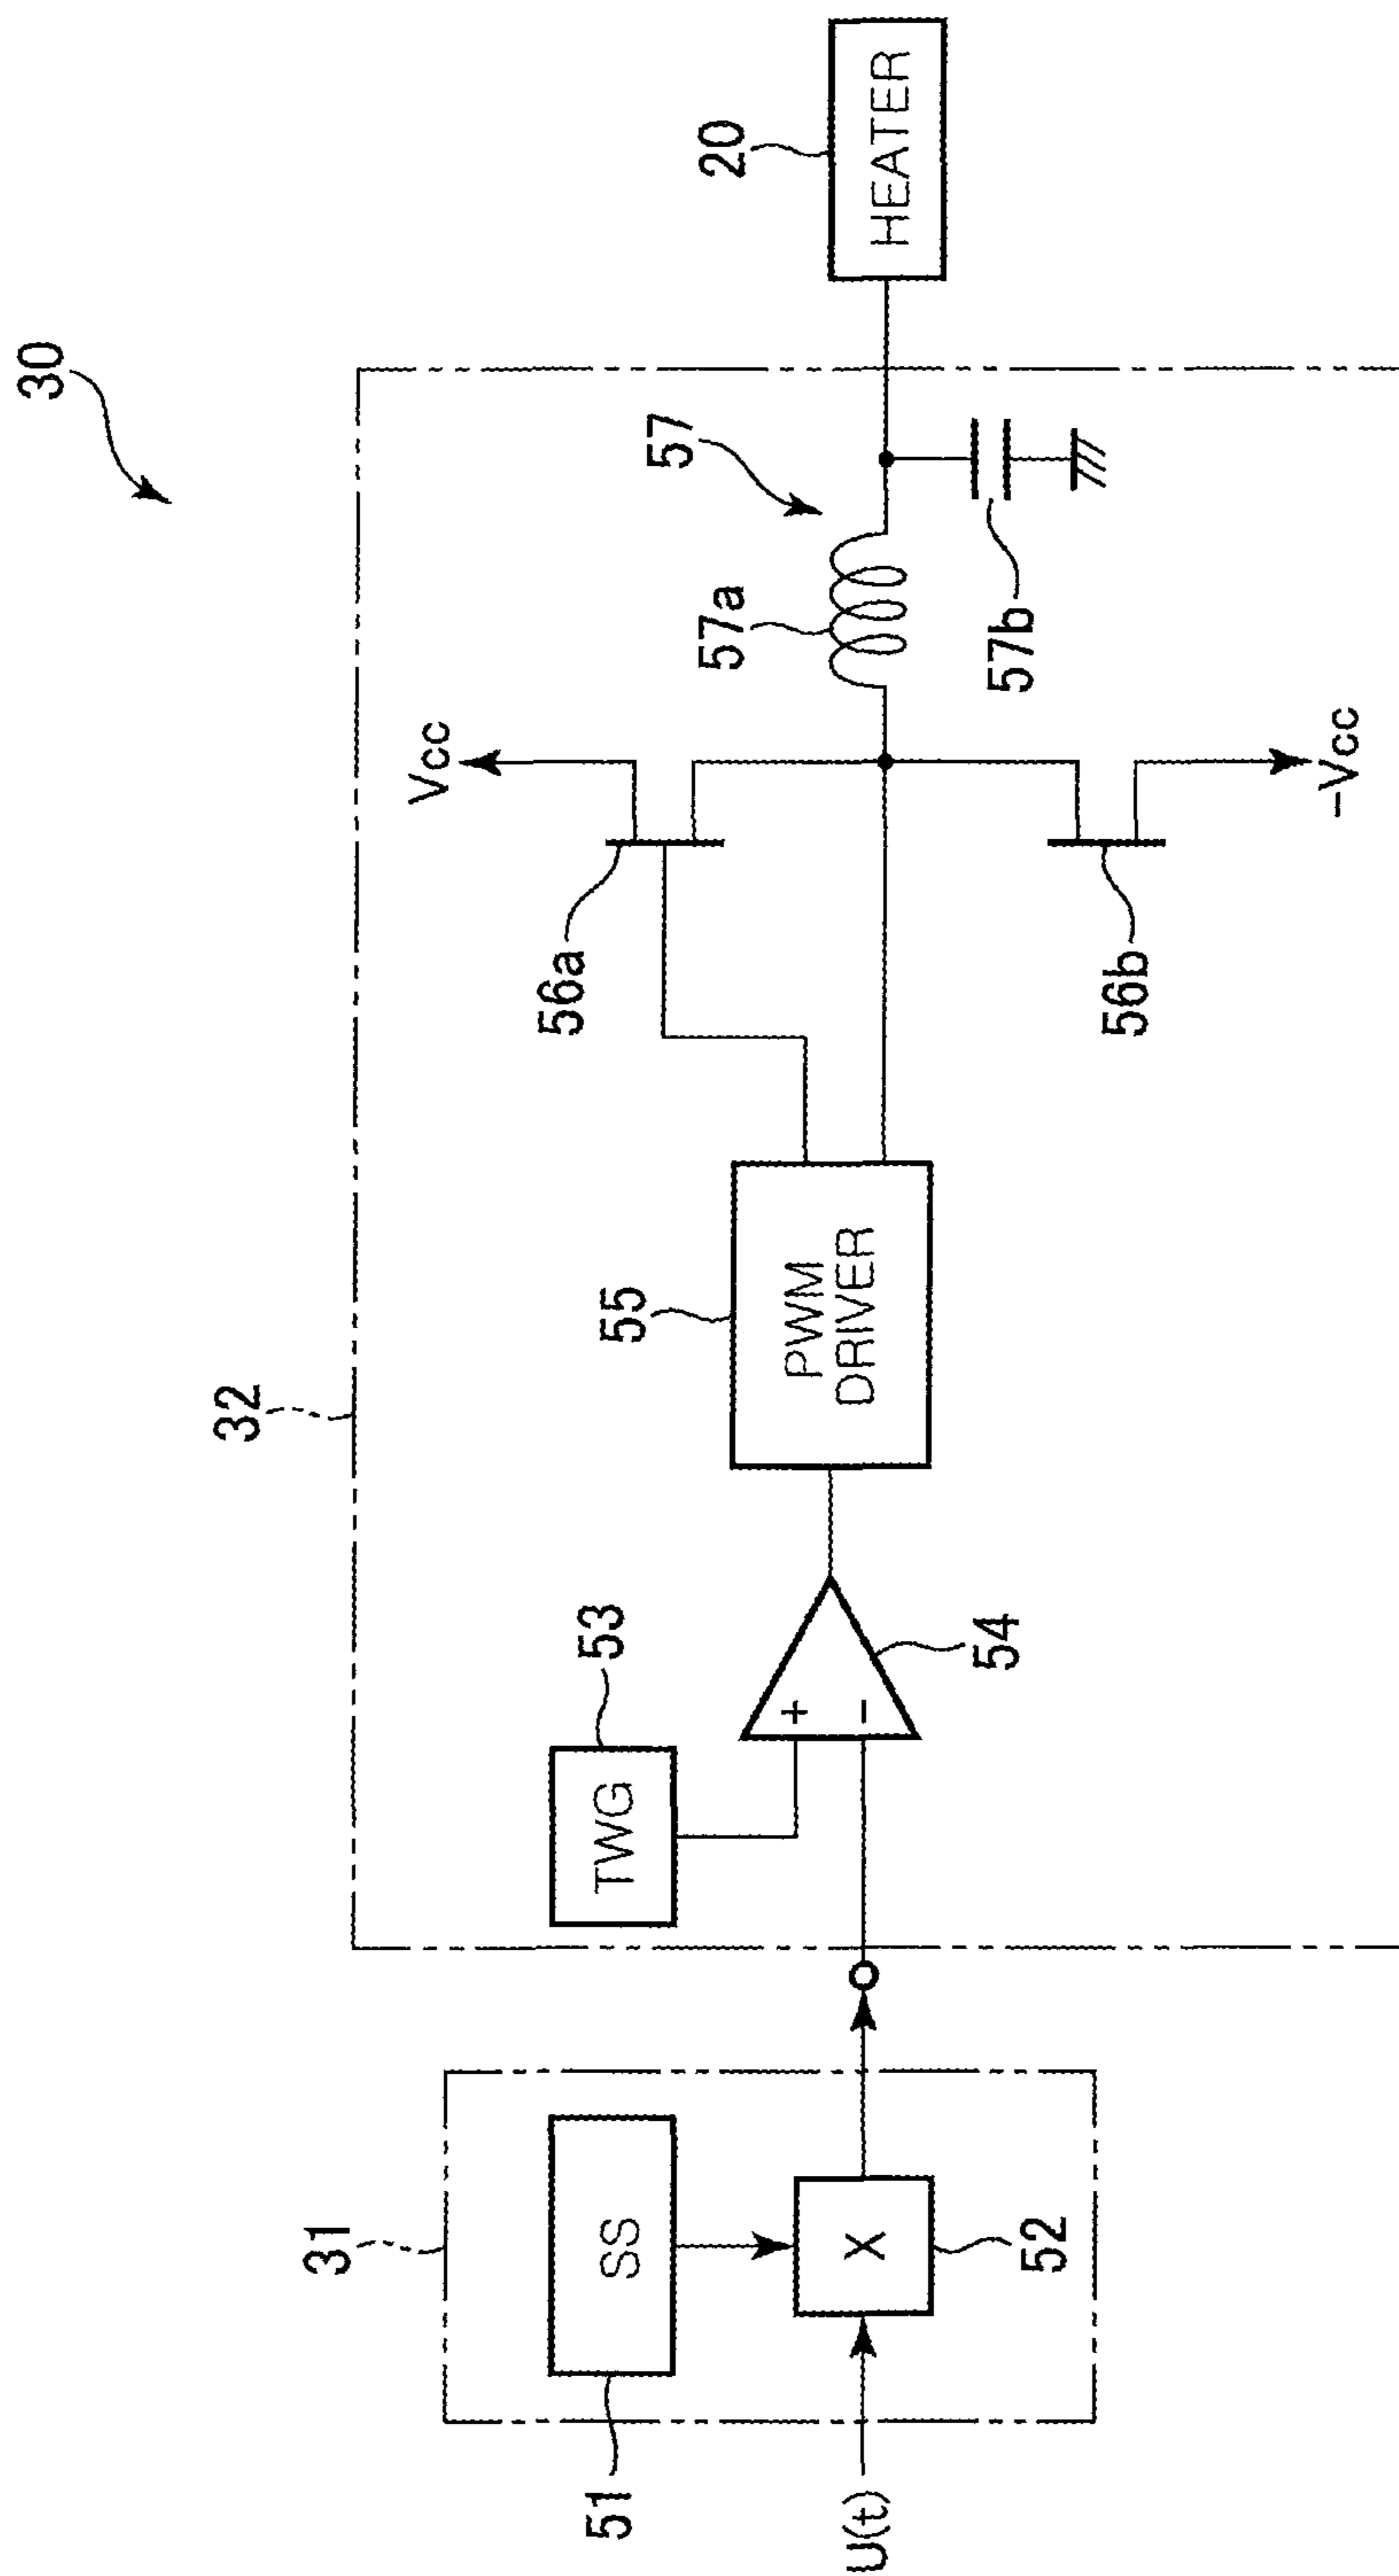 30
32
31
51
SS
52
X
U(t)
53
TWG
54
+
−
55
PWM
DRIVER
56a
Vcc
56b
−Vcc
57
57a
57b
20
HEATER